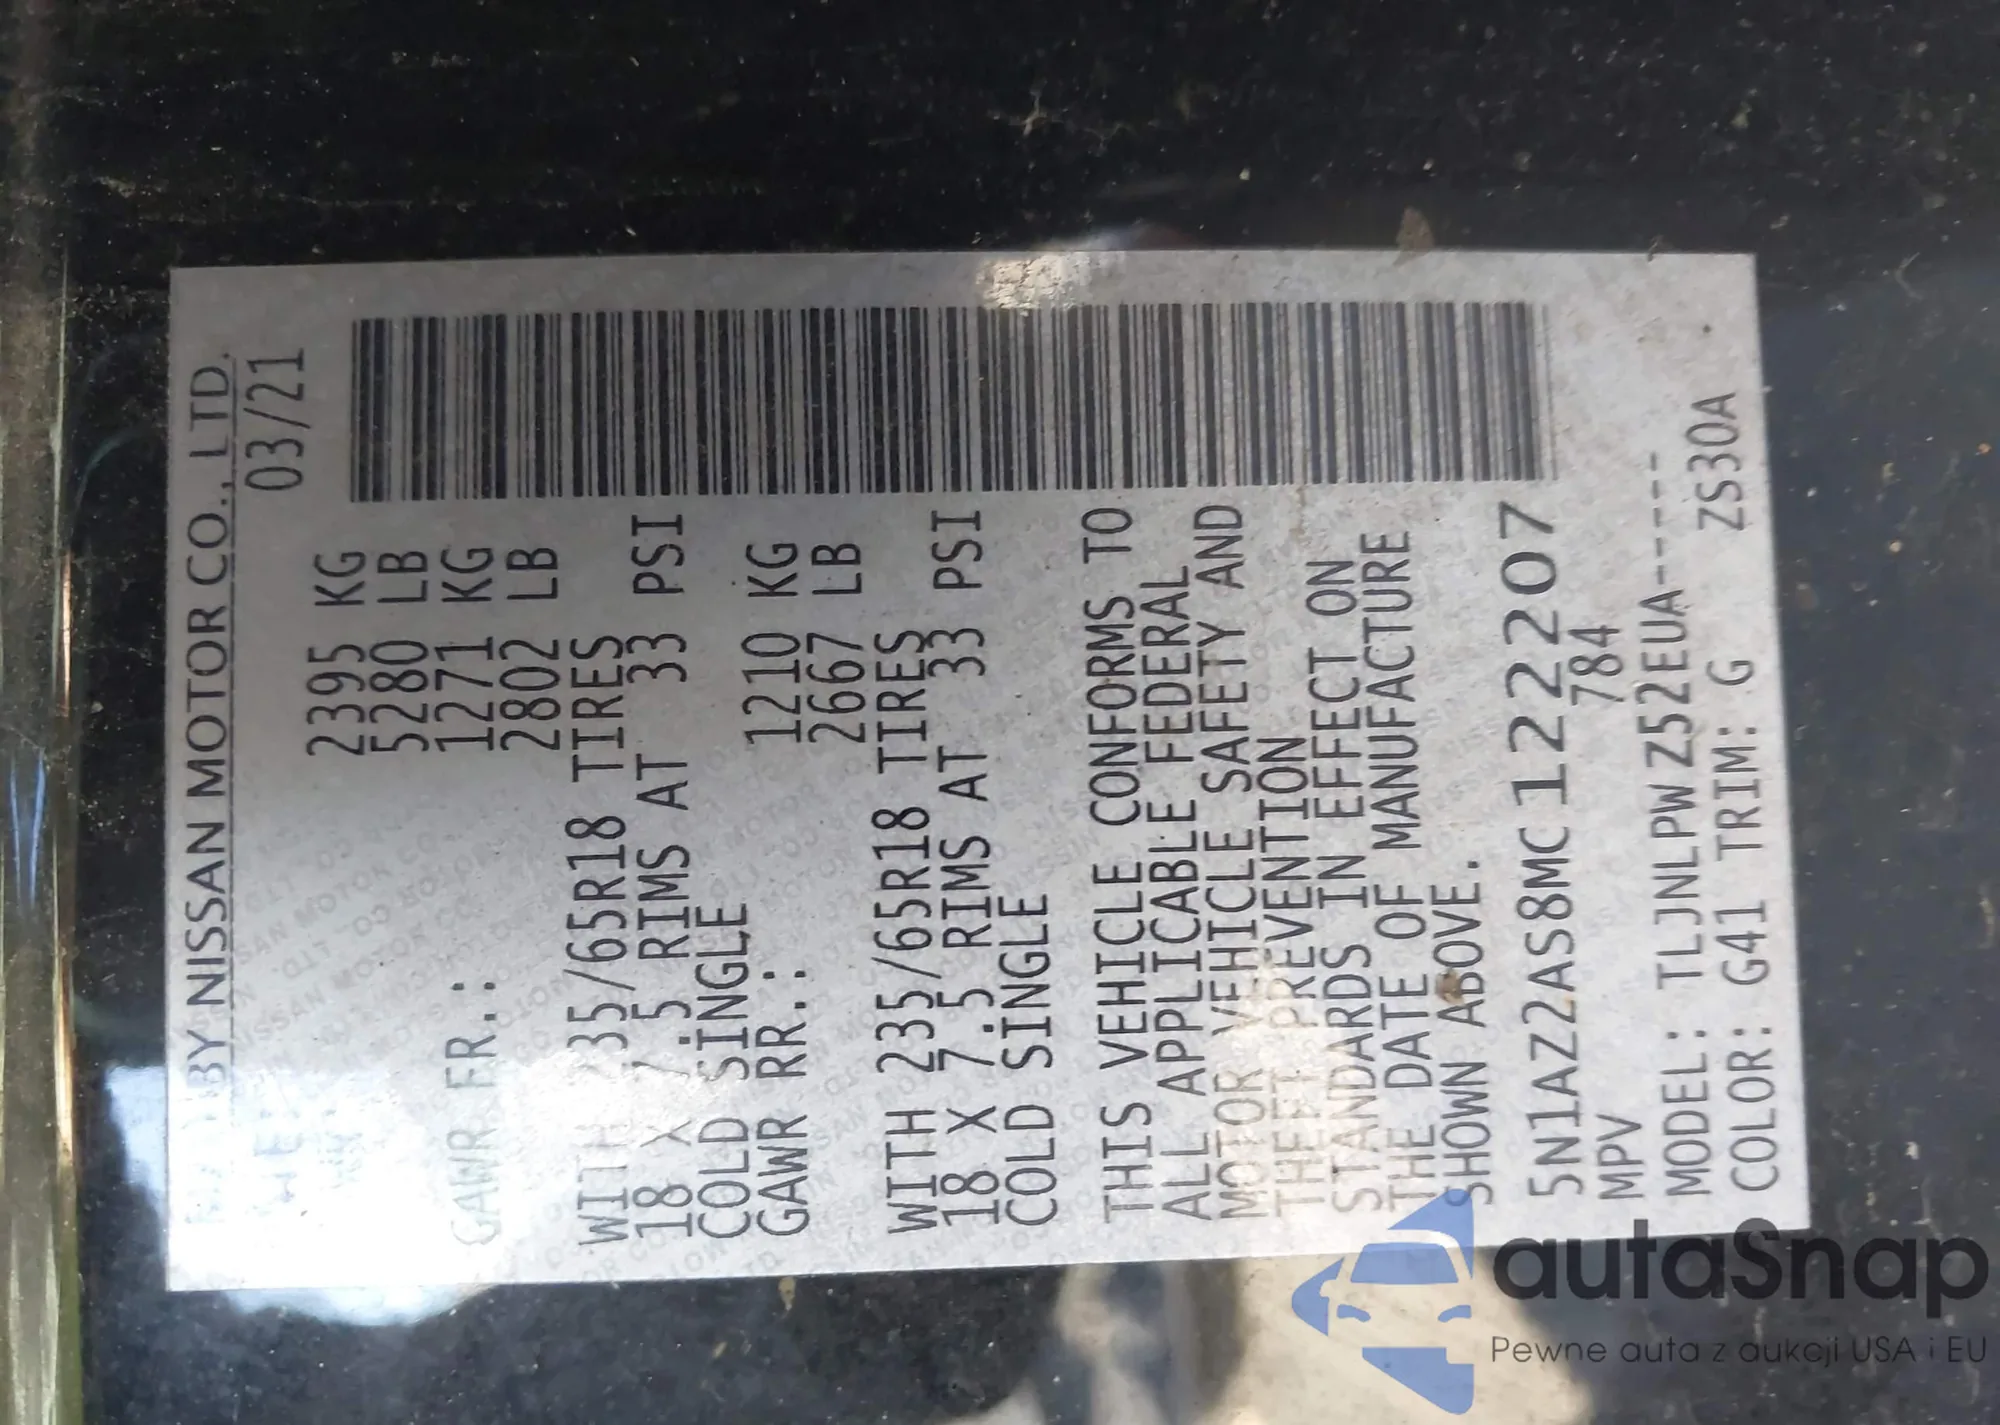 BY NISSAN MOTOR CO., LTD.
03/21
2395 KG
5280 LB
GAWR FR.: 1271 KG
2802 LB
WITH 235/65R18 TIRES
18 X 7.5 RIMS AT 33 PSI
COLD SINGLE
GAWR RR.: 1210 KG
2667 LB
WITH 235/65R18 TIRES
18 X 7.5 RIMS AT 33 PSI
COLD SINGLE
THIS VEHICLE CONFORMS TO
ALL APPLICABLE FEDERAL
MOTOR VEHICLE SAFETY AND
THEFT PREVENTION
STANDARDS IN EFFECT ON
THE DATE OF MANUFACTURE
SHOWN ABOVE.
5N1AZ2AS8MC122207
MPV 784
MODEL: TLJNLPWZ52EUA-----
COLOR: G41 TRIM: G ZS30A
autaSnap
Pewne auta z aukcji USA i EU